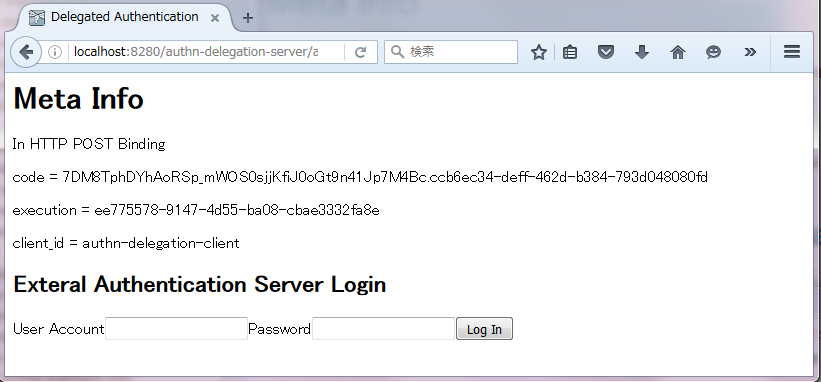 Delegated Authentication
localhost:8280/authn-delegation-server/a
検索
Meta Info
In HTTP POST Binding
code = 7DM8TphDYhAoRSp_mWOS0sjjKfiJ0oGt9n41Jp7M4Bc.ccb6ec34-deff-462d-b384-793d048080fd
execution = ee775578-9147-4d55-ba08-cbae3332fa8e
client_id = authn-delegation-client
Exteral Authentication Server Login
User Account Password Log In